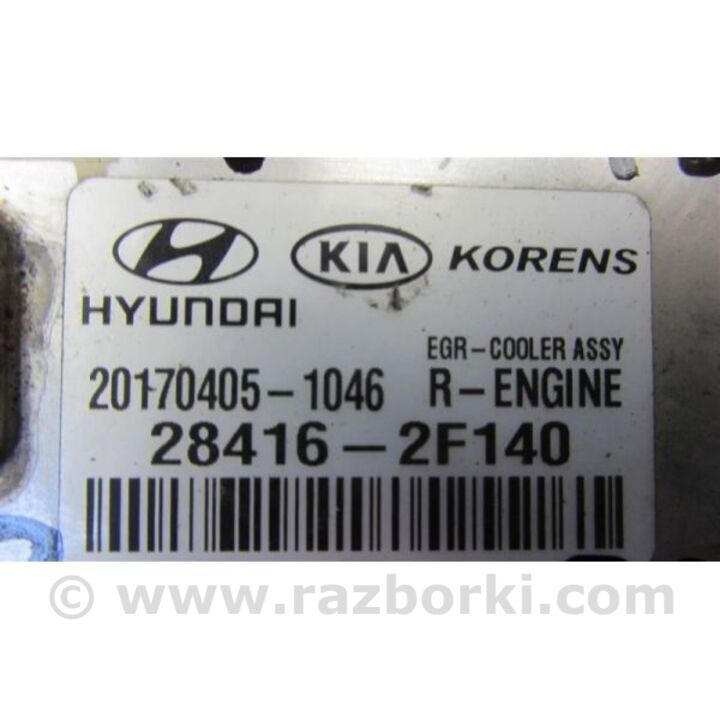 HYUNDAI KIA KORENS
EGR-COOLER ASSY
20170405-1046 R-ENGINE
28416-2F140
© www.razborki.com